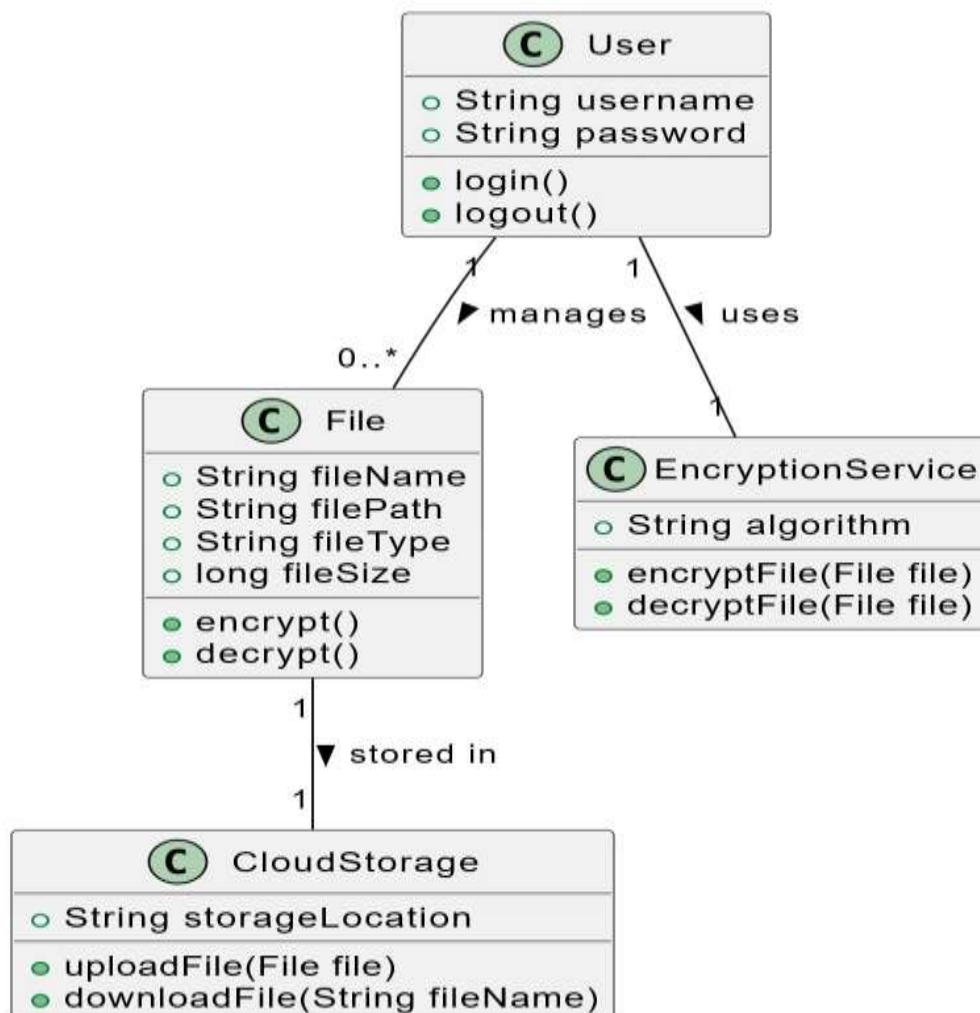 C User
String username
String password
login()
logout()
1
1
manages
uses
0..*
1
C File
String fileName
String filePath
String fileType
long fileSize
encrypt()
decrypt()
C EncryptionService
String algorithm
encryptFile(File file)
decryptFile(File file)
1
stored in
1
C CloudStorage
String storageLocation
uploadFile(File file)
downloadFile(String fileName)